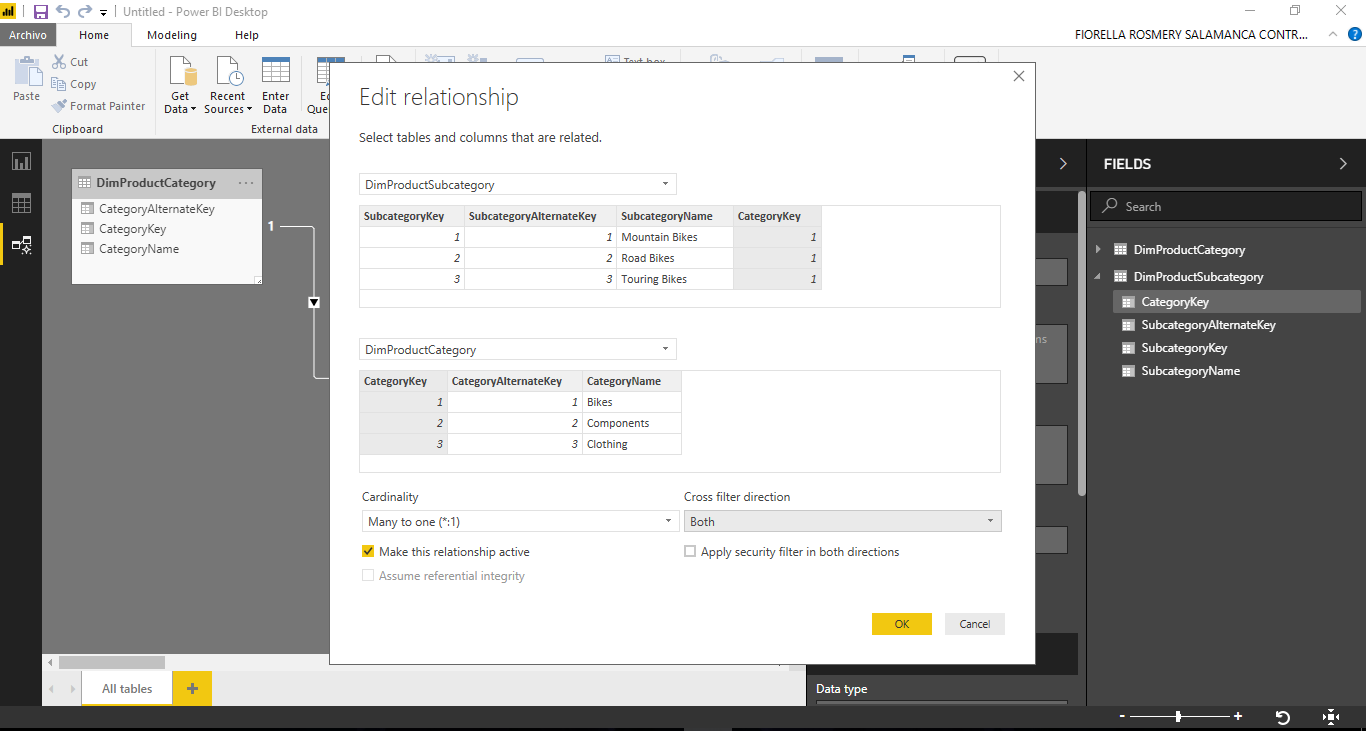 Untitled - Power BI Desktop
Archivo Home Modeling Help FIORELLA ROSMERY SALAMANCA CONTR... ?
Paste
Cut
Copy
Format Painter
Clipboard
Get Data
Recent Sources
Enter Data
External data
Text box
DimProductCategory ...
CategoryAlternateKey
CategoryKey
CategoryName
1
Edit relationship
Select tables and columns that are related.
DimProductSubcategory
SubcategoryKey SubcategoryAlternateKey SubcategoryName CategoryKey
1 1 Mountain Bikes 1
2 2 Road Bikes 1
3 3 Touring Bikes 1
DimProductCategory
CategoryKey CategoryAlternateKey CategoryName
1 1 Bikes
2 2 Components
3 3 Clothing
Cardinality
Many to one (*:1)
Cross filter direction
Both
Make this relationship active
Apply security filter in both directions
Assume referential integrity
OK Cancel
FIELDS
Search
DimProductCategory
DimProductSubcategory
CategoryKey
SubcategoryAlternateKey
SubcategoryKey
SubcategoryName
All tables +
Data type
- +